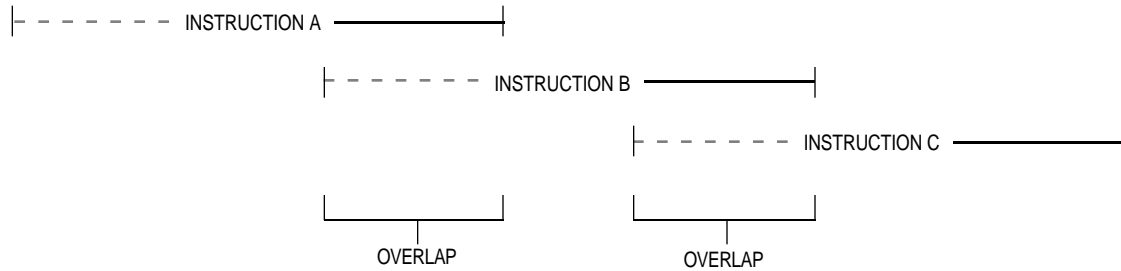 INSTRUCTION A
INSTRUCTION B
INSTRUCTION C
OVERLAP
OVERLAP